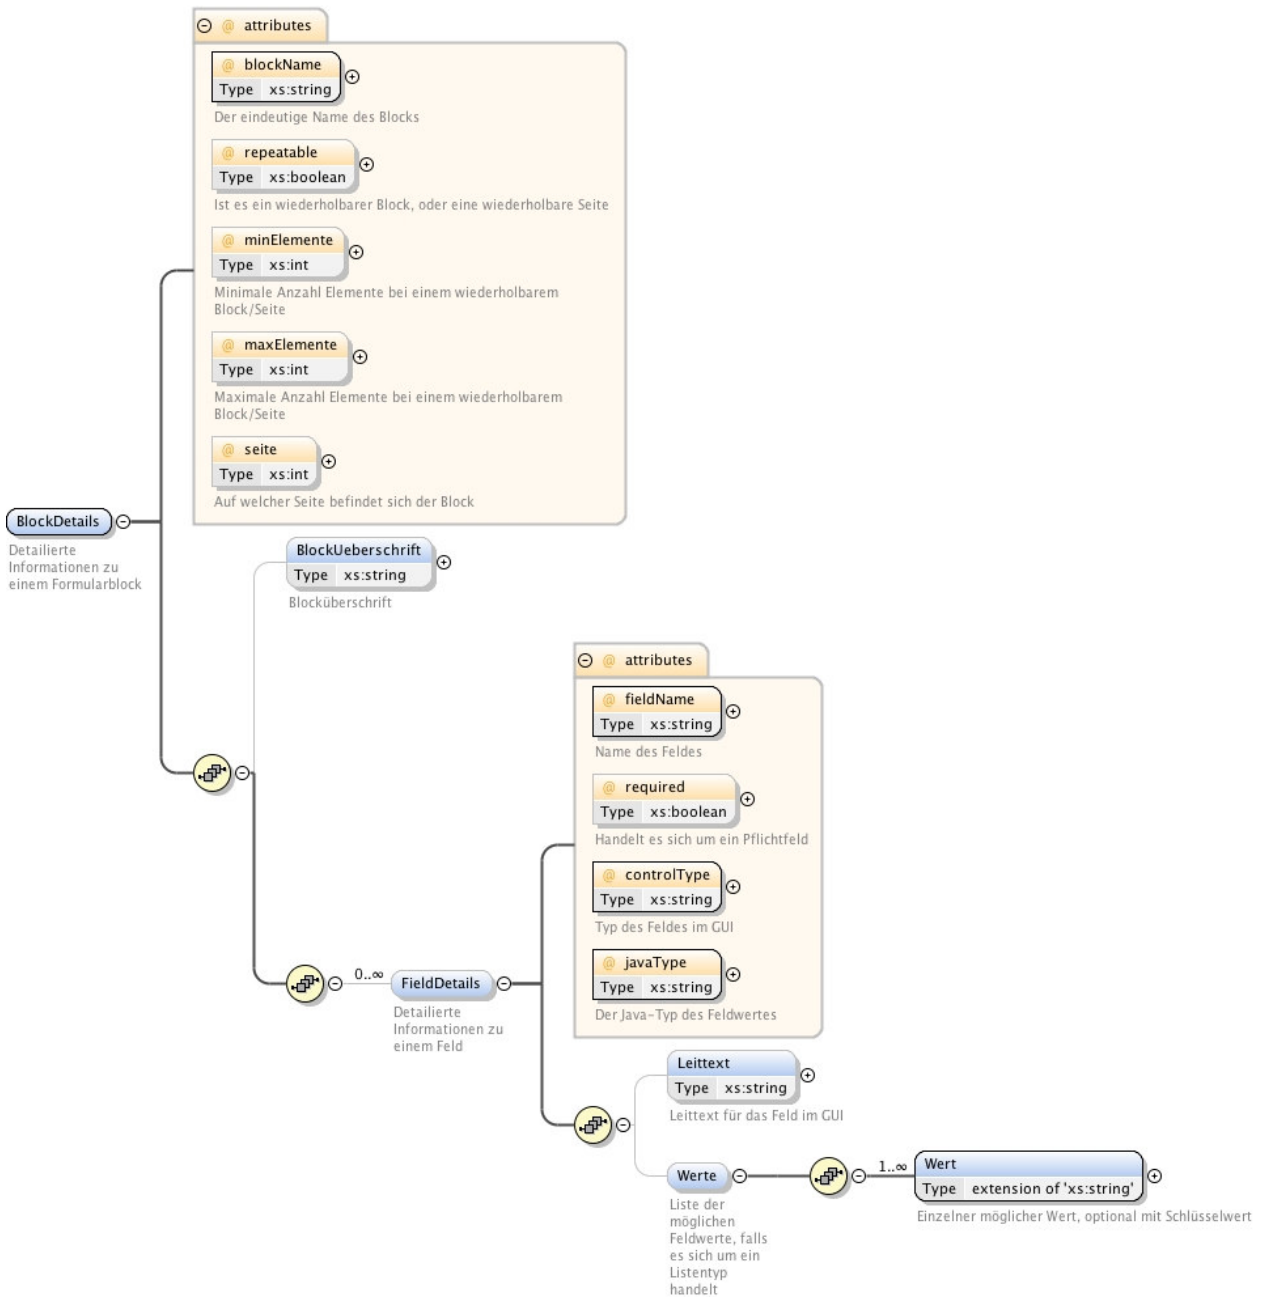 @ attributes
@ blockName
Type xs:string
Der eindeutige Name des Blocks
@ repeatable
Type xs:boolean
Ist es ein wiederholbarer Block, oder eine wiederholbare Seite
@ minElemente
Type xs:int
Minimale Anzahl Elemente bei einem wiederholbarem
Block/Seite
@ maxElemente
Type xs:int
Maximale Anzahl Elemente bei einem wiederholbarem
Block/Seite
@ seite
Type xs:int
Auf welcher Seite befindet sich der Block
BlockDetails
Detailierte
Informationen zu
einem Formularblock
BlockUeberschrift
Type xs:string
Blocküberschrift
@ attributes
@ fieldName
Type xs:string
Name des Feldes
@ required
Type xs:boolean
Handelt es sich um ein Pflichtfeld
@ controlType
Type xs:string
Typ des Feldes im GUI
@ javaType
Type xs:string
Der Java-Typ des Feldwertes
0..∞
FieldDetails
Detailierte
Informationen zu
einem Feld
Leittext
Type xs:string
Leittext für das Feld im GUI
Werte
Liste der
möglichen
Feldwerte, falls
es sich um ein
Listentyp
handelt
1..∞
Wert
Type extension of 'xs:string'
Einzelner möglicher Wert, optional mit Schlüsselwert